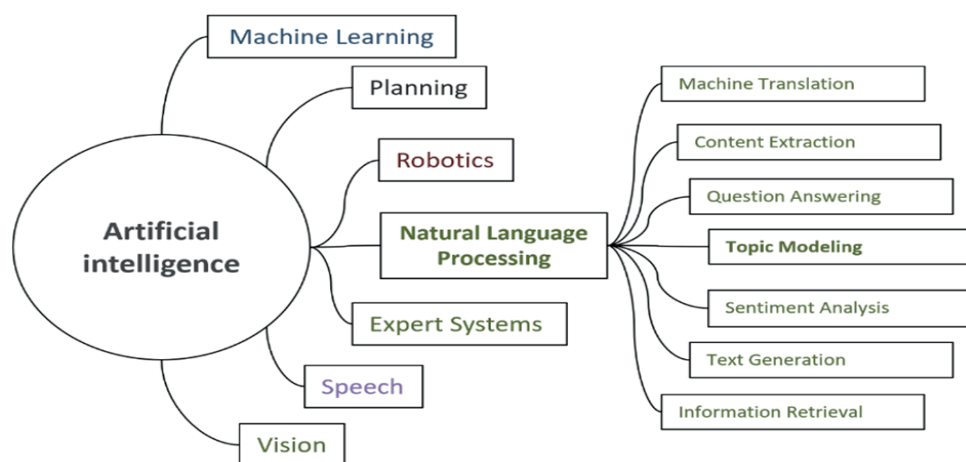 Machine Learning
Planning
Robotics
Artificial
intelligence
Natural Language
Processing
Expert Systems
Speech
Vision
Machine Translation
Content Extraction
Question Answering
Topic Modeling
Sentiment Analysis
Text Generation
Information Retrieval